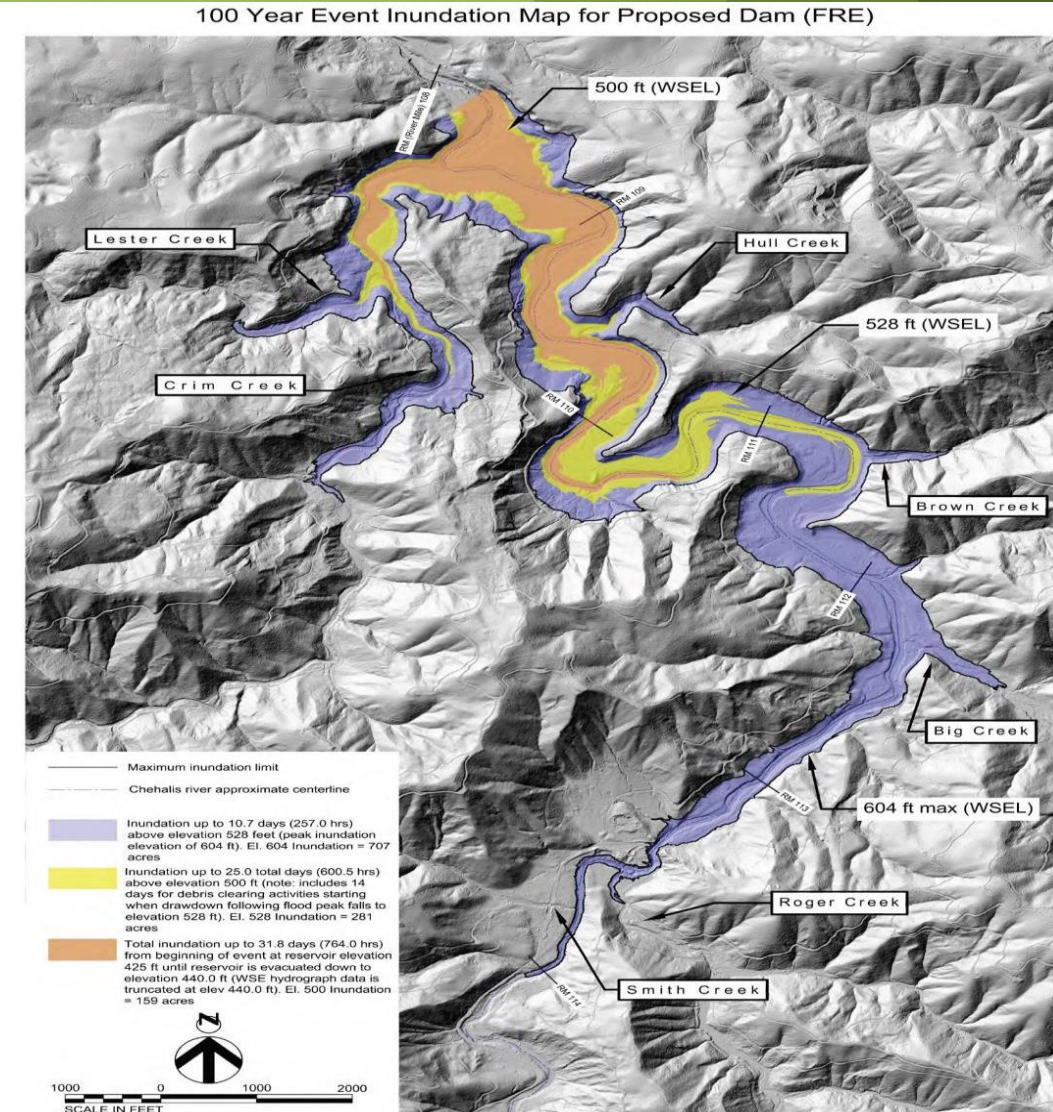 100 Year Event Inundation Map for Proposed Dam (FRE)
RM (River Mile) 108
500 ft (WSEL)
RM 109
Lester Creek
Hull Creek
528 ft (WSEL)
Crim Creek
RM 110
RM 111
Brown Creek
RM 112
Big Creek
604 ft max (WSEL)
RM 113
Roger Creek
Smith Creek
RM 114
Maximum inundation limit
Chehalis river approximate centerline
Inundation up to 10.7 days (257.0 hrs)
above elevation 528 feet (peak inundation
elevation of 604 ft). El. 604 Inundation = 707
acres
Inundation up to 25.0 total days (600.5 hrs)
above elevation 500 ft (note: includes 14
days for debris clearing activities starting
when drawdown following flood peak falls to
elevation 528 ft). El. 528 Inundation = 281
acres
Total inundation up to 31.8 days (764.0 hrs)
from beginning of event at reservoir elevation
425 ft until reservoir is evacuated down to
elevation 440.0 ft (WSE hydrograph data is
truncated at elev 440.0 ft). El. 500 Inundation
= 159 acres
N
1000 0 1000 2000
SCALE IN FEET